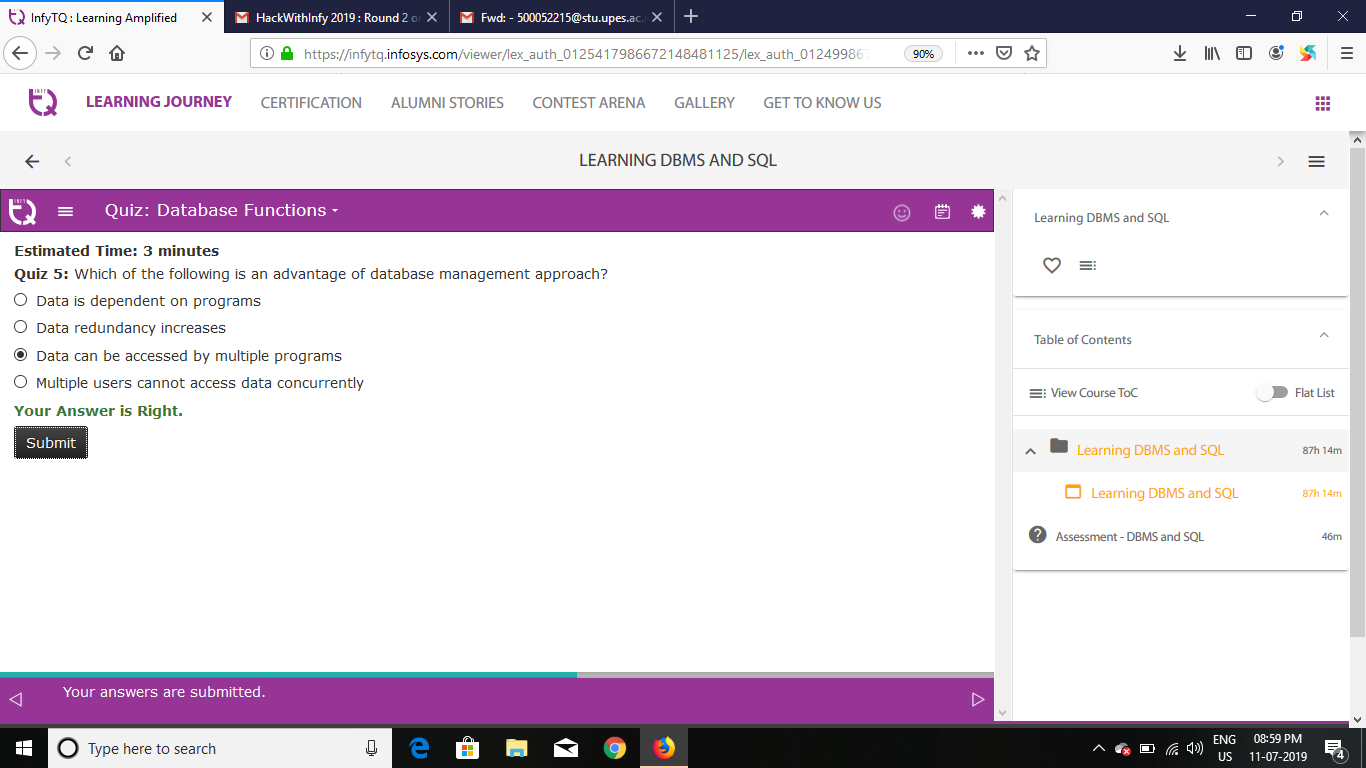 InfyTQ : Learning Amplified
HackWithInfy 2019 : Round 2 o
Fwd: - 500052215@stu.upes.ac.
https://infytq.infosys.com/viewer/lex_auth_0125417986672148481125/lex_auth_01249986
90%
INFY
TQ
LEARNING JOURNEY
CERTIFICATION
ALUMNI STORIES
CONTEST ARENA
GALLERY
GET TO KNOW US
LEARNING DBMS AND SQL
INFY
TQ
Quiz: Database Functions
Estimated Time: 3 minutes
Quiz 5: Which of the following is an advantage of database management approach?
Data is dependent on programs
Data redundancy increases
Data can be accessed by multiple programs
Multiple users cannot access data concurrently
Your Answer is Right.
Submit
Your answers are submitted.
Learning DBMS and SQL
Table of Contents
View Course ToC
Flat List
Learning DBMS and SQL 87h 14m
Learning DBMS and SQL 87h 14m
Assessment - DBMS and SQL 46m
Type here to search
ENG
US
08:59 PM
11-07-2019
4